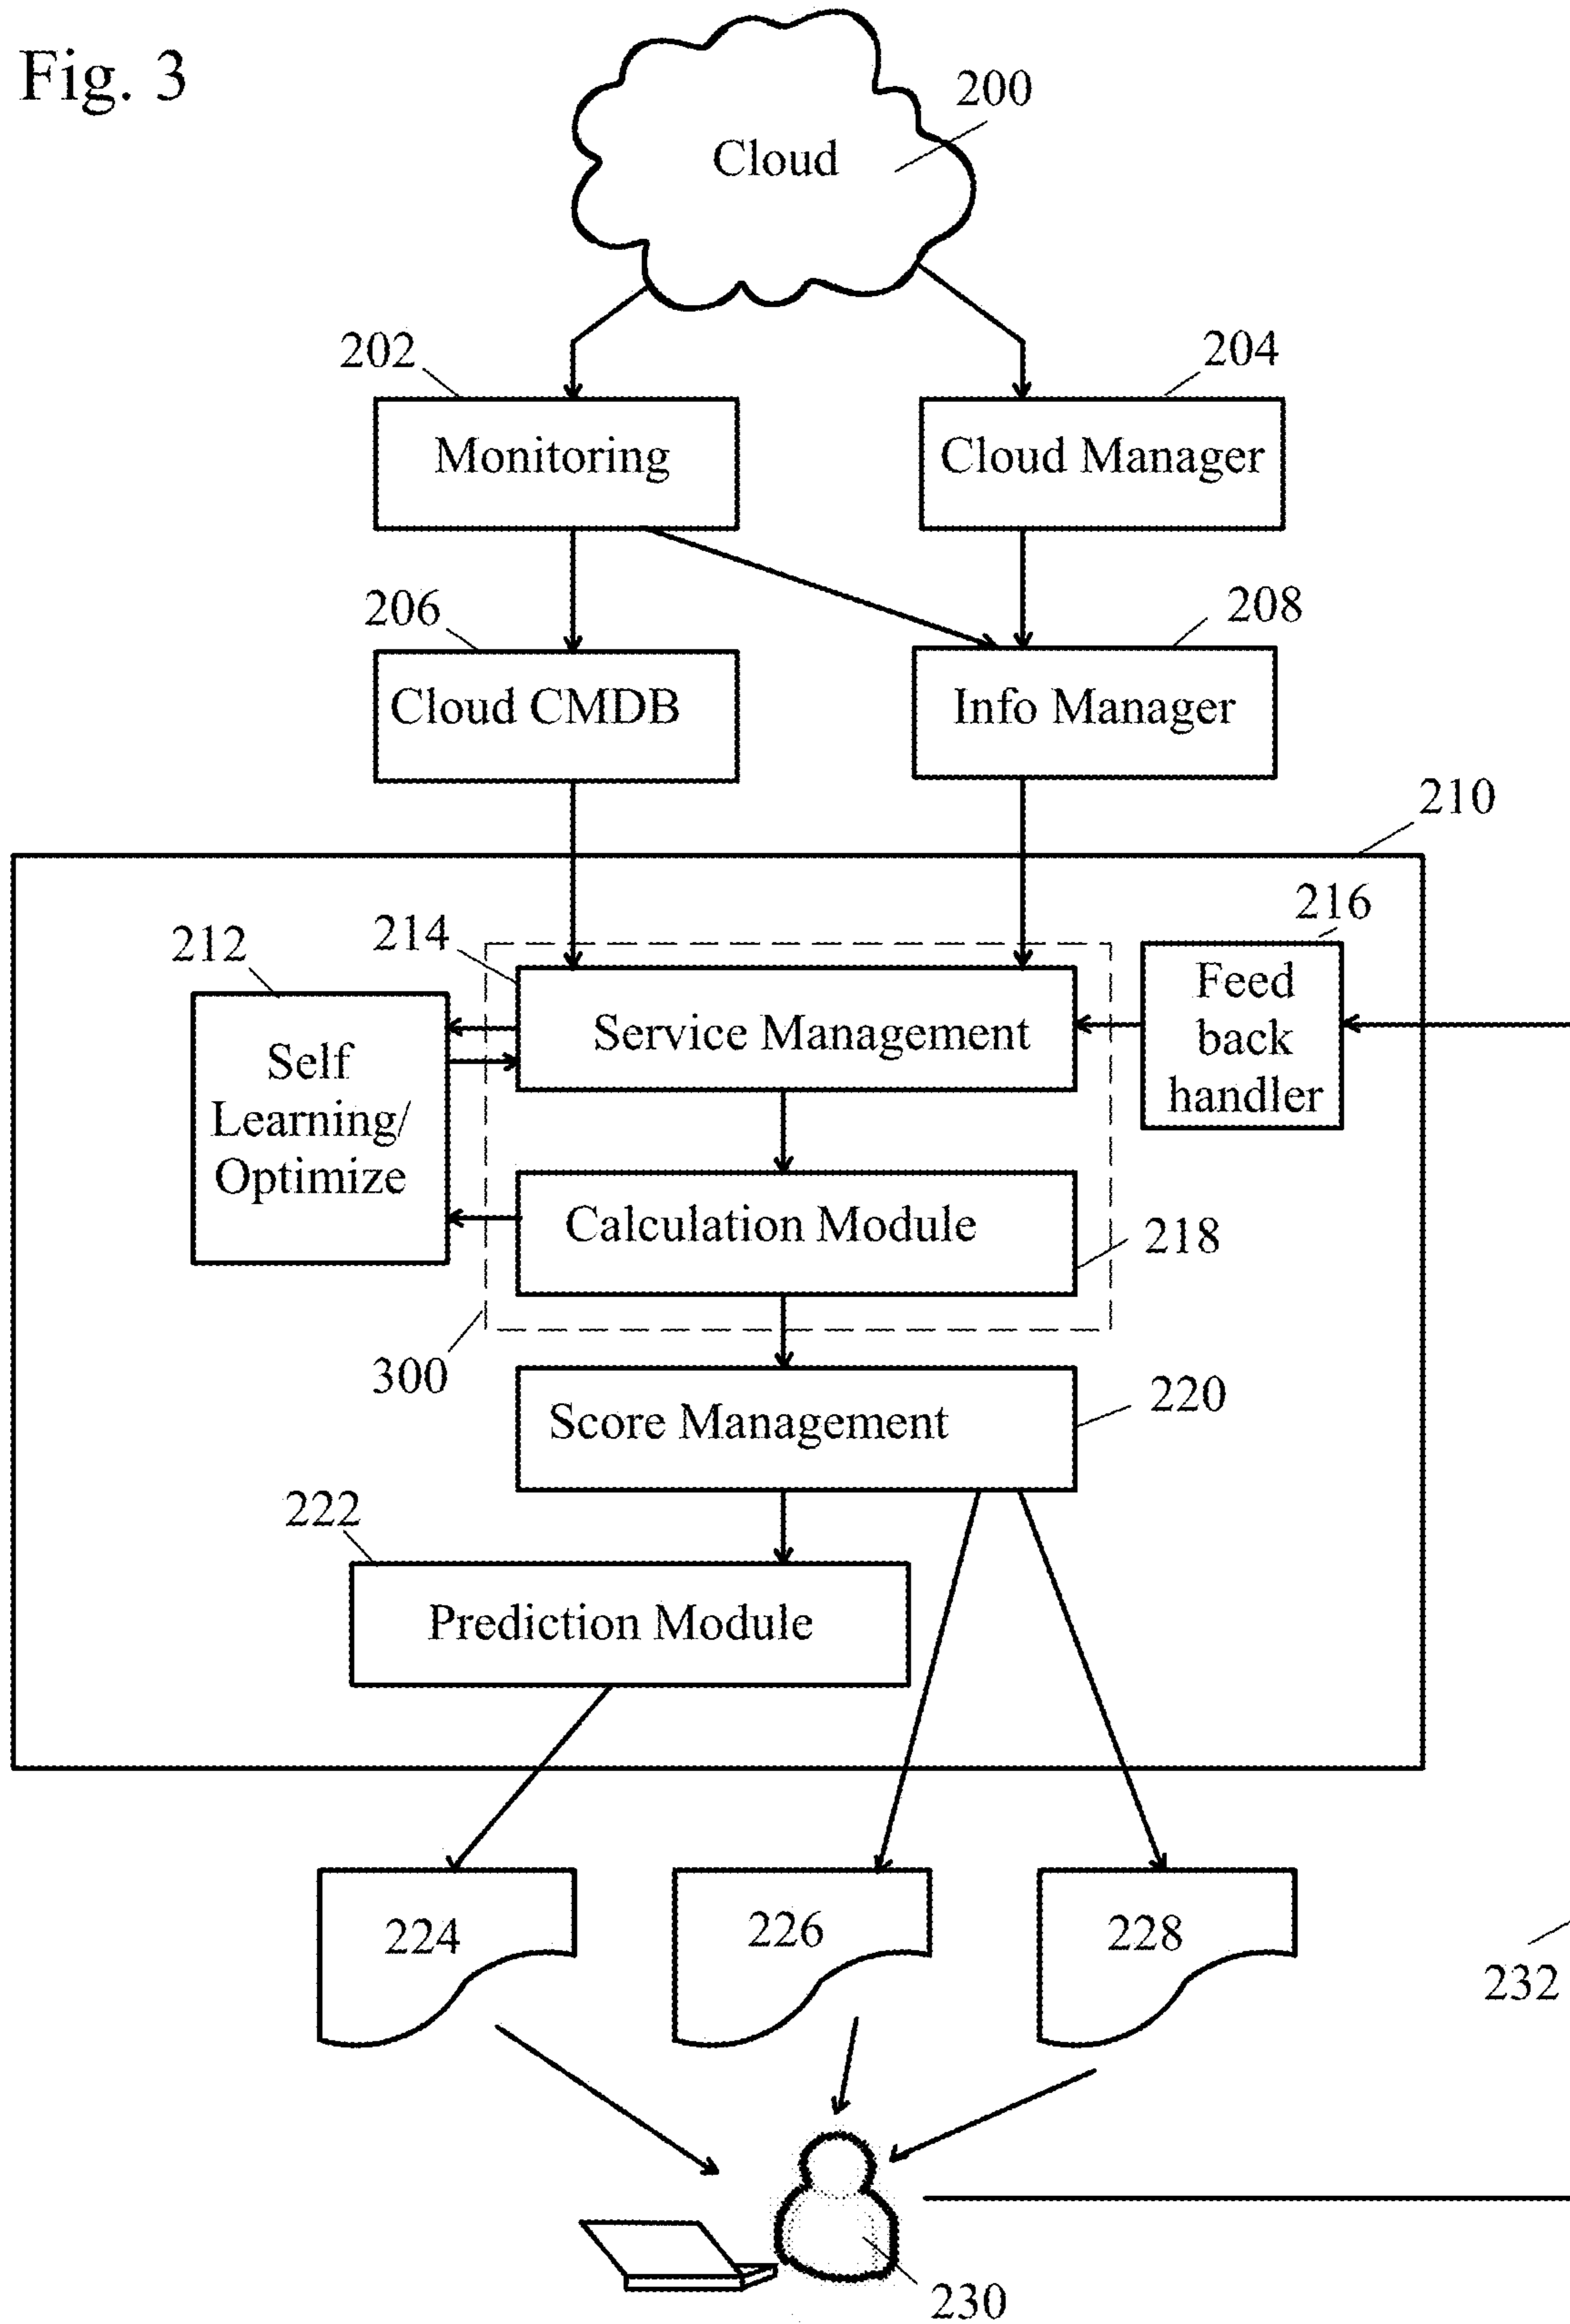 Fig. 3
200
Cloud
202
204
Monitoring
Cloud Manager
206
208
Cloud CMDB
Info Manager
210
216
214
212
Feed
back
handler
Service Management
Self
Learning/
Optimize
Calculation Module
218
300
220
Score Management
222
Prediction Module
224
226
228
232
230